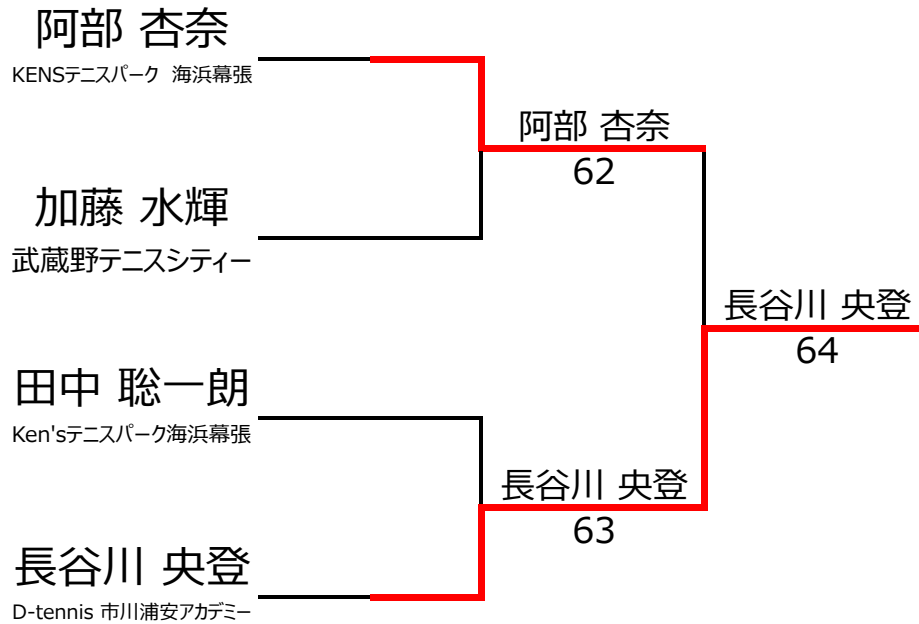 阿部 杏奈
KENSテニスパーク 海浜幕張
阿部 杏奈
62
加藤 水輝
武蔵野テニスシティー
長谷川 央登
64
田中 聡一朗
Ken'sテニスパーク海浜幕張
長谷川 央登
63
長谷川 央登
D-tennis 市川浦安アカデミー